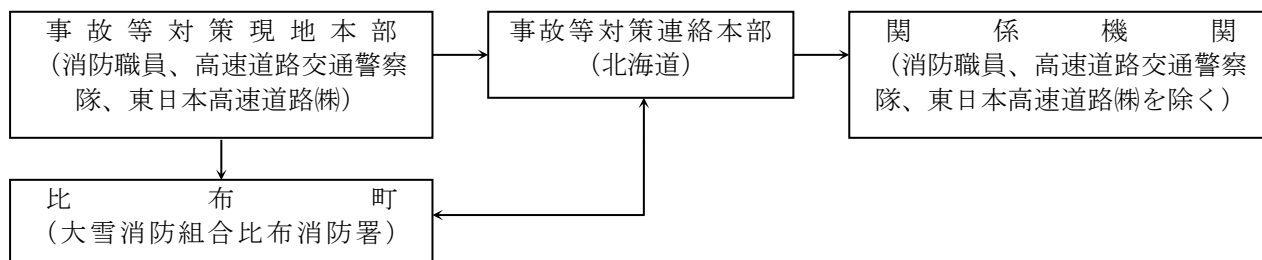 事故等対策現地本部
（消防職員、高速道路交通警察
隊、東日本高速道路㈱）
事故等対策連絡本部
（北海道）
関係機関
（消防職員、高速道路交通警察
隊、東日本高速道路㈱を除く）
比布町
（大雪消防組合比布消防署）